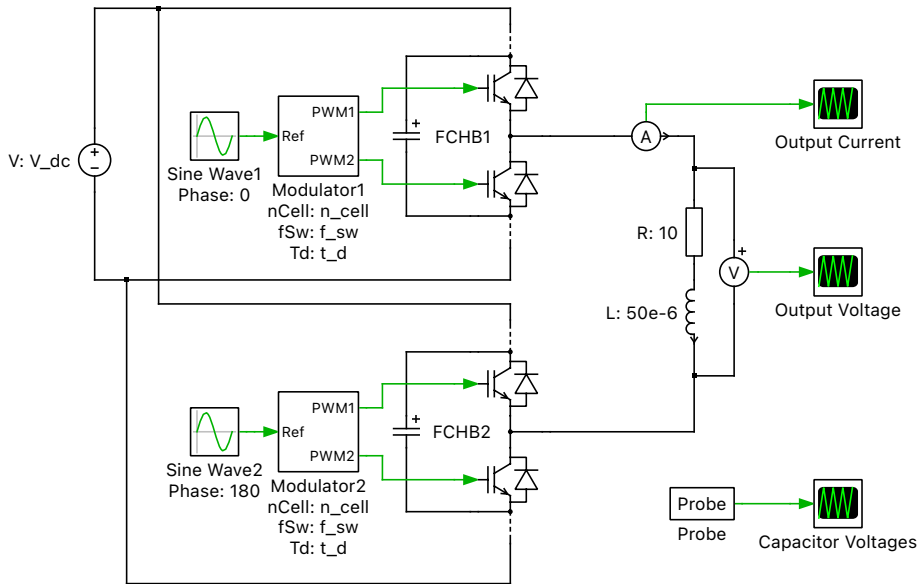 V: V_dc
+
−
Sine Wave1
Phase: 0
Ref
PWM1
PWM2
Modulator1
nCell: n_cell
fSw: f_sw
Td: t_d
+
FCHB1
A
Output Current
R: 10
L: 50e-6
+
V
Output Voltage
Sine Wave2
Phase: 180
Ref
PWM1
PWM2
Modulator2
nCell: n_cell
fSw: f_sw
Td: t_d
+
FCHB2
Probe
Probe
Capacitor Voltages